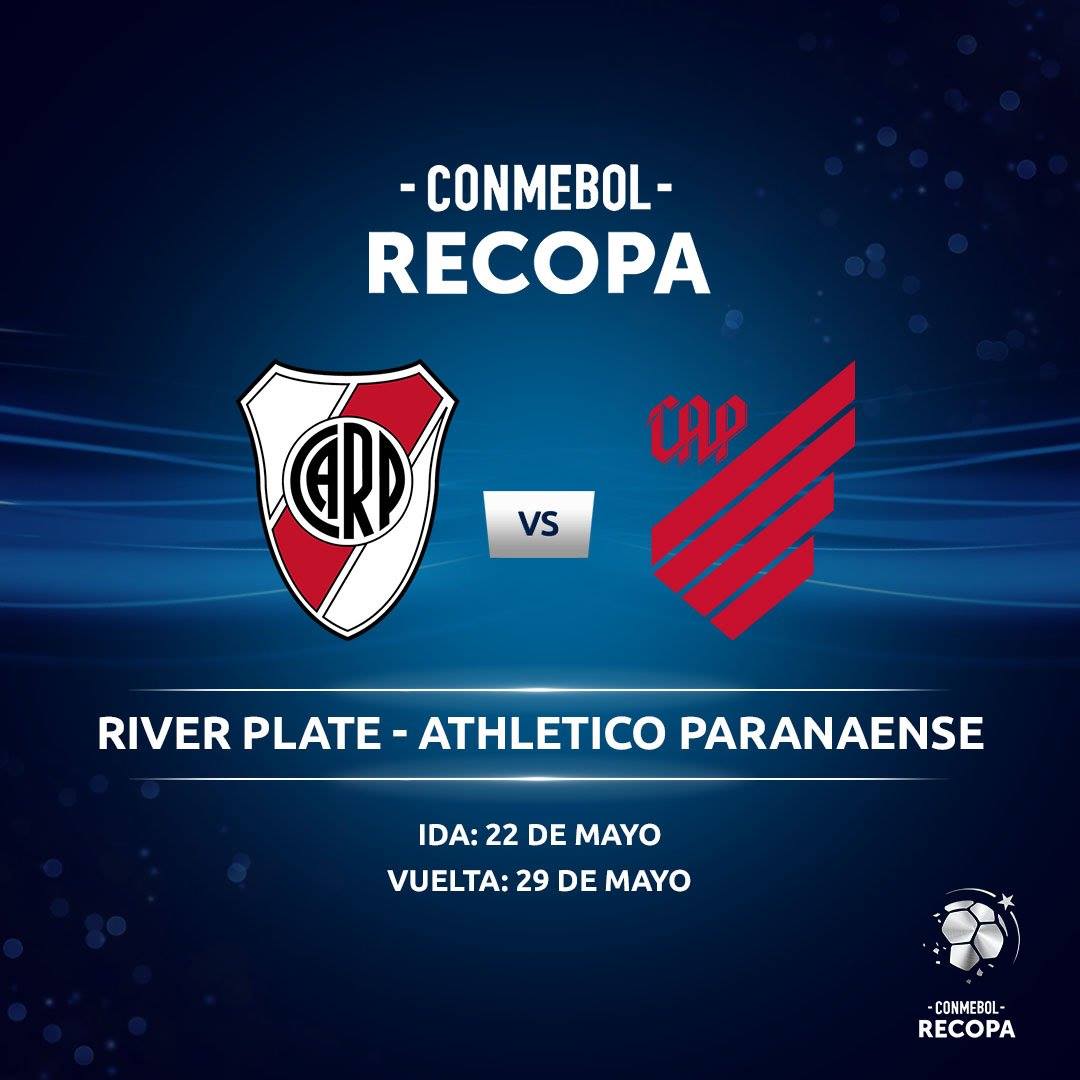 - CONMEBOL -
RECOPA
CARP
CAP
VS
RIVER PLATE - ATHLETICO PARANAENSE
IDA: 22 DE MAYO
VUELTA: 29 DE MAYO
- CONMEBOL -
RECOPA